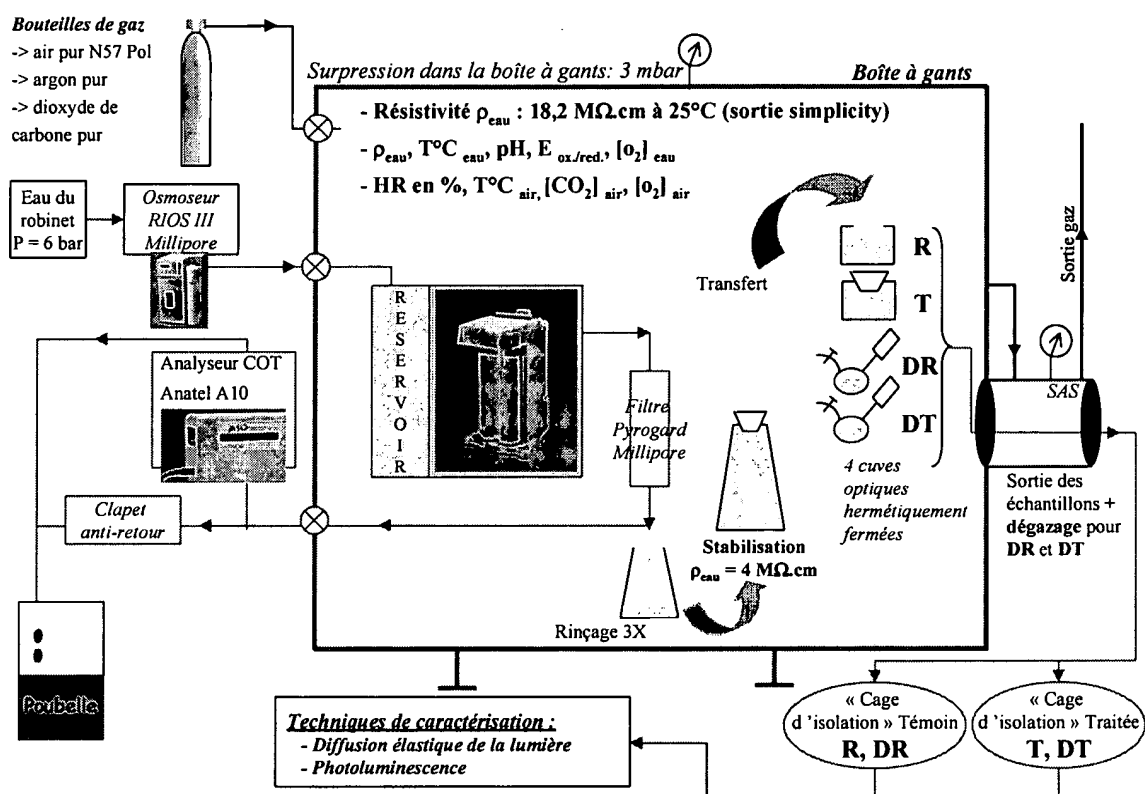 Bouteilles de gaz
-> air pur N57 Pol
-> argon pur
-> dioxyde de
carbone pur
Surpression dans la boîte à gants: 3 mbar
Boîte à gants
- Résistivité ρeau : 18,2 MΩ.cm à 25°C (sortie simplicity)
- ρeau, T°C eau, pH, E ox./red., [o2] eau
- HR en %, T°C air, [CO2] air, [o2] air
Eau du
robinet
P = 6 bar
Osmoseur
RIOS III
Millipore
Transfert
R
T
DR
DT
Sortie gaz
SAS
RESERVOIR
Analyseur COT
Anatel A10
A10
Filtre
Pyrogard
Millipore
4 cuves
optiques
hermétiquement
fermées
Sortie des
échantillons +
dégazage pour
DR et DT
Clapet
anti-retour
Stabilisation
ρeau = 4 MΩ.cm
Rinçage 3X
Poubelle
Techniques de caractérisation :
- Diffusion élastique de la lumière
- Photoluminescence
« Cage
d 'isolation » Témoin
R, DR
« Cage
d 'isolation » Traitée
T, DT